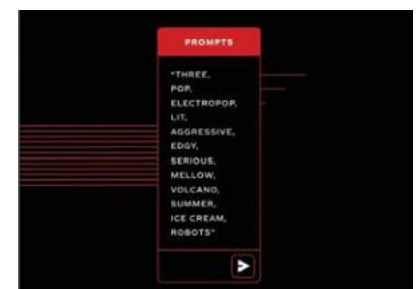 PROMPTS
"THREE,
POP,
ELECTROPOP,
LIT,
AGGRESSIVE,
EDGY,
SERIOUS,
MELLOW,
VOLCANO,
SUMMER,
ICE CREAM,
ROBOTS"